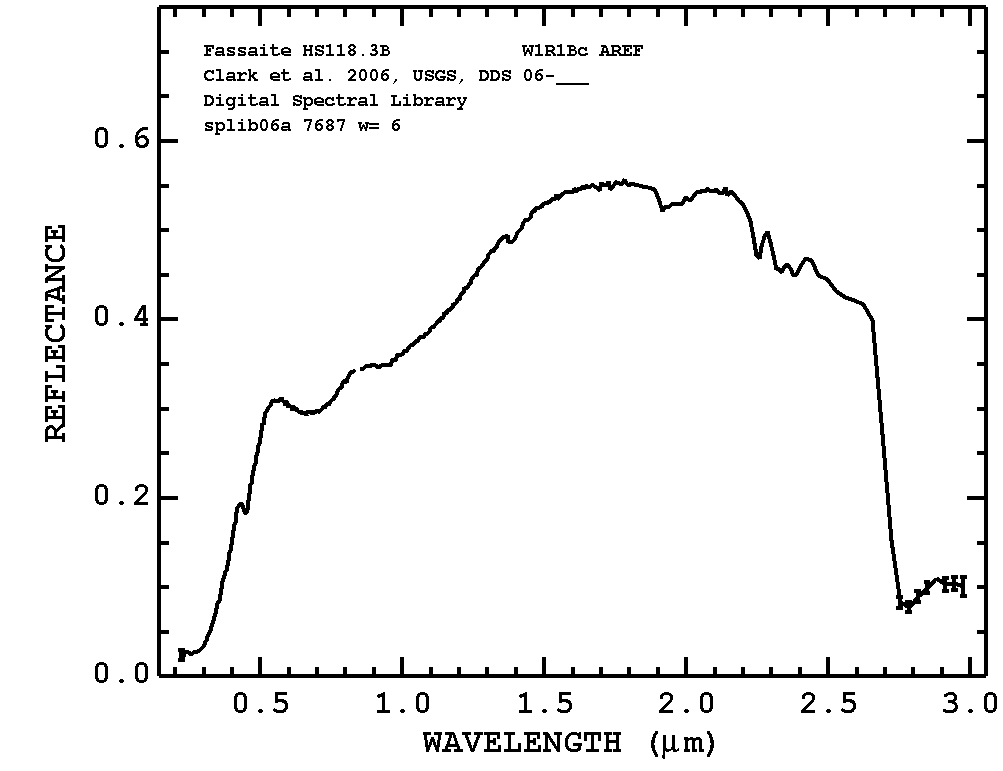 Fassaite HS118.3B W1R1Bc AREF
Clark et al. 2006, USGS, DDS 06-___
Digital Spectral Library
splib06a 7687 w= 6
REFLECTANCE
0.6
0.4
0.2
0.0
0.5 1.0 1.5 2.0 2.5 3.0
WAVELENGTH (μm)